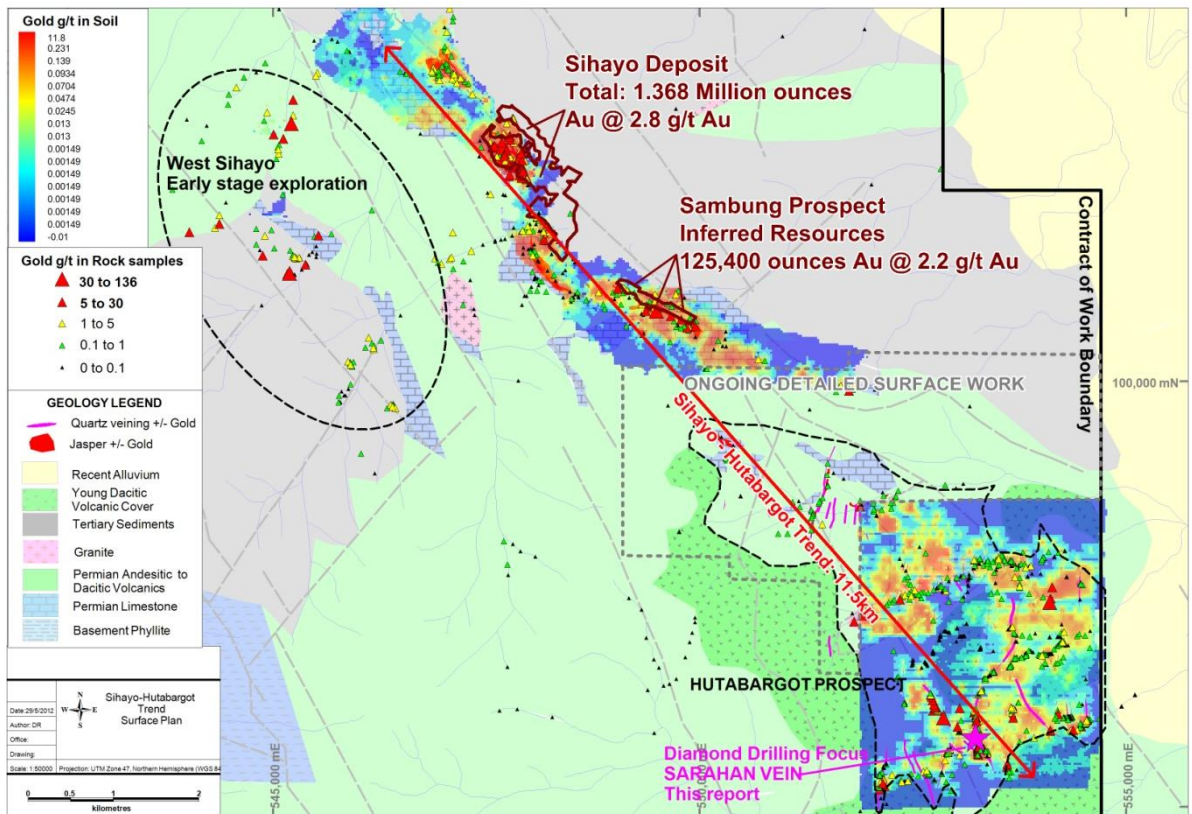 Gold g/t in Soil
11.8
0.231
0.139
0.0934
0.0704
0.0474
0.0245
0.013
0.013
0.00149
0.00149
0.00149
0.00149
0.00149
-0.01
Gold g/t in Rock samples
30 to 136
5 to 30
1 to 5
0.1 to 1
0 to 0.1
GEOLOGY LEGEND
Quartz veining +/- Gold
Jasper +/- Gold
Recent Alluvium
Young Dacitic
Volcanic Cover
Tertiary Sediments
Granite
Permian Andesitic to
Dacitic Volcanics
Permian Limestone
Basement Phyllite
Date:29/5/2012
Author: DR
Office:
Drawing:
Scale: 1:50000
Projection: UTM Zone 47, Northern Hemisphere (WGS 84
N
W
E
S
Sihayo-Hutabargot
Trend
Surface Plan
0 1 2
kilometres
West Sihayo
Early stage exploration
Sihayo Deposit
Total: 1.368 Million ounces
Au @ 2.8 g/t Au
Sambung Prospect
Inferred Resources
125,400 ounces Au @ 2.2 g/t Au
Contract of Work Boundary
100,000 mN
ONGOING DETAILED SURFACE WORK
Sihayo - Hutabargot Trend: 11.5km
HUTABARGOT PROSPECT
Diamond Drilling Focus
SARAHAN VEIN
This report
545,000 mE
555,000 mE